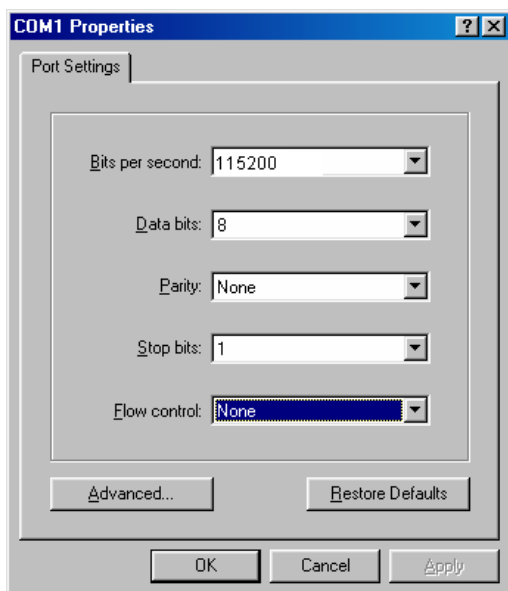 COM1 Properties
Port Settings
Bits per second: 115200
Data bits: 8
Parity: None
Stop bits: 1
Flow control: None
Advanced... Restore Defaults
OK Cancel Apply